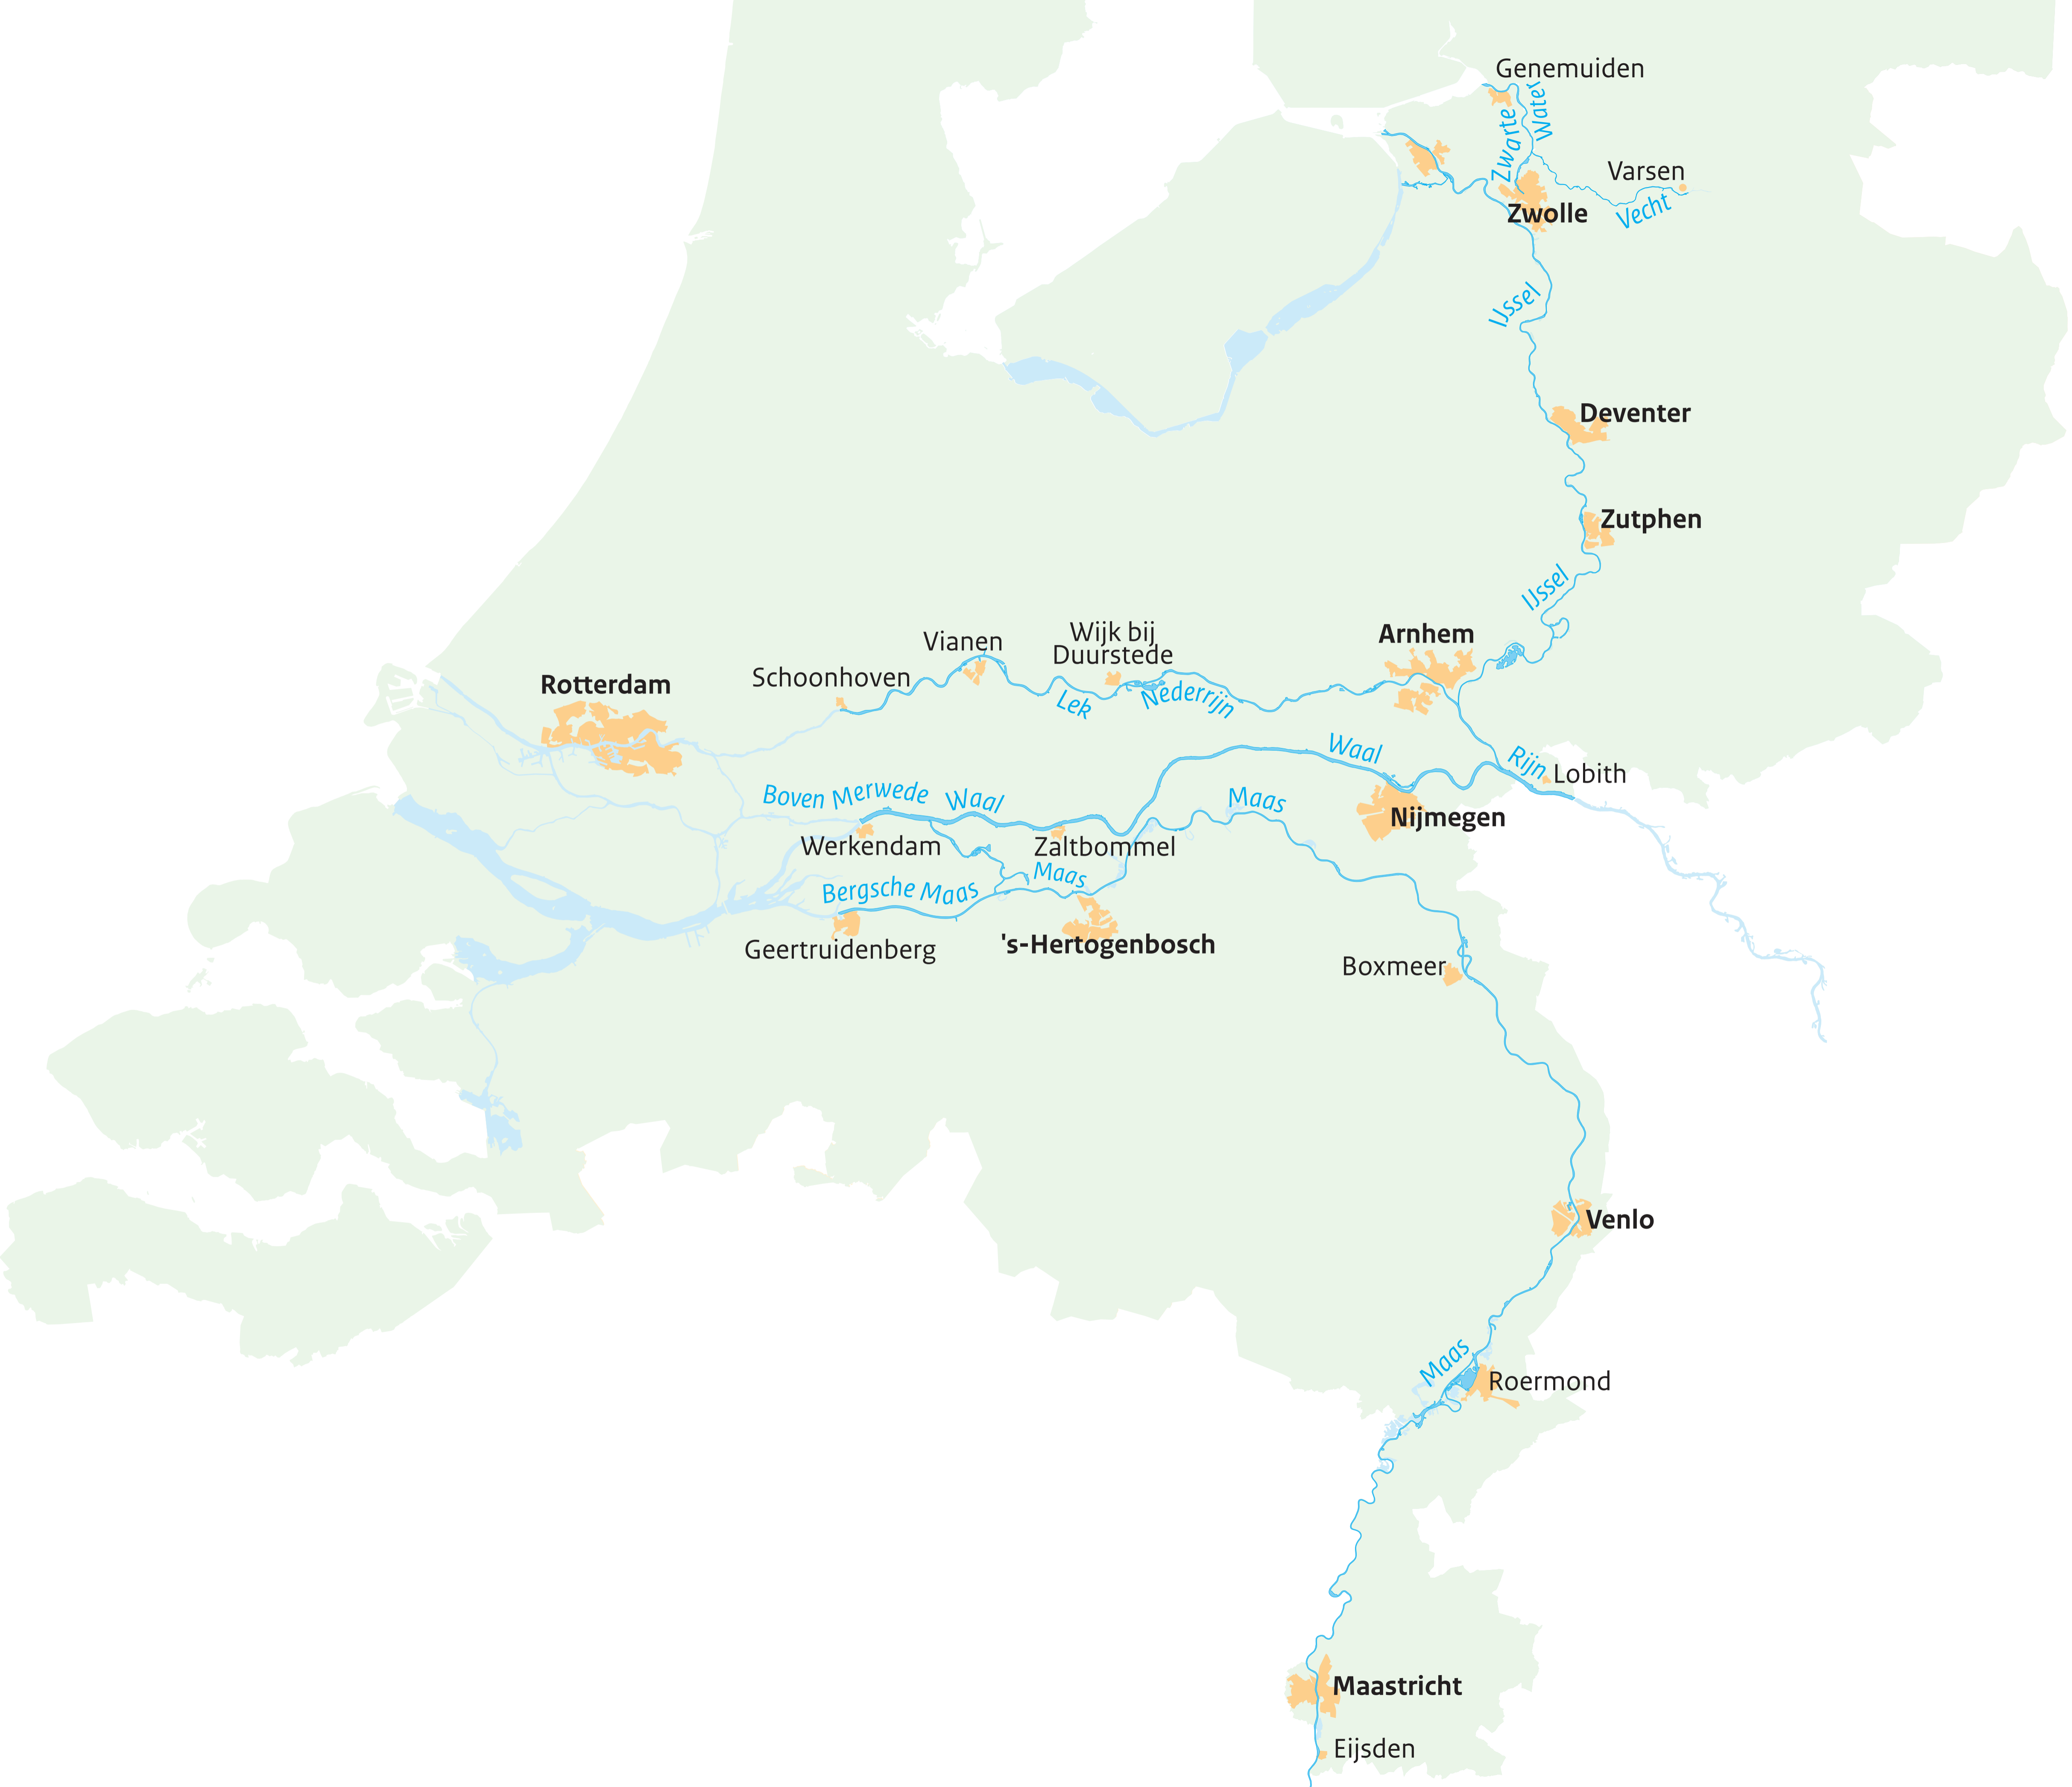 Genemuiden
Zwarte
Water
Varsen
Vecht
Zwolle
IJssel
Deventer
Zutphen
IJssel
Arnhem
Wijk bij
Duurstede
Vianen
Schoonhoven
Rotterdam
Lek
Nederrijn
Waal
Rijn
Lobith
Boven Merwede
Waal
Maas
Nijmegen
Werkendam
Zaltbommel
Maas
Bergsche Maas
Geertruidenberg
's-Hertogenbosch
Boxmeer
Venlo
Maas
Roermond
Maastricht
Eijsden